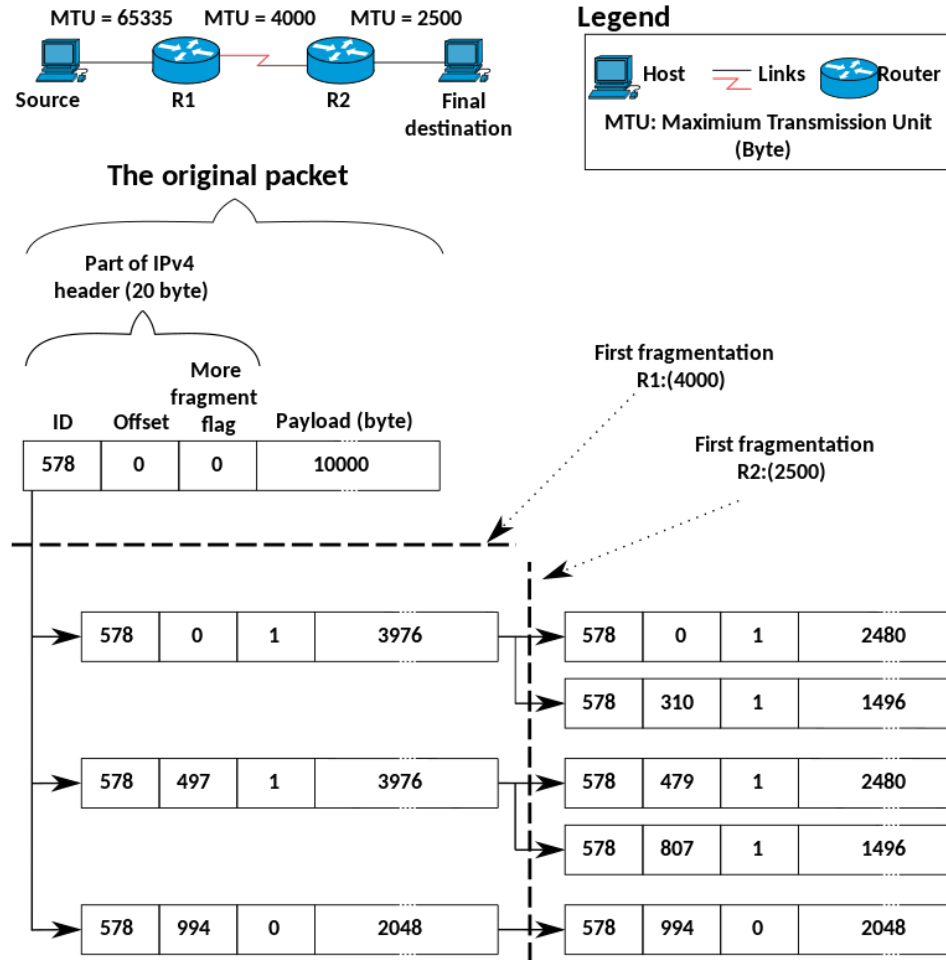 MTU = 65335 MTU = 4000 MTU = 2500
Source R1 R2 Final
destination
Legend
Host Links Router
MTU: Maximium Transmission Unit
(Byte)
The original packet
Part of IPv4
header (20 byte)
First fragmentation
R1:(4000)
First fragmentation
R2:(2500)
More
fragment
ID Offset flag Payload (byte)
578 0 0 10000
578 0 1 3976 578 0 1 2480
578 310 1 1496
578 497 1 3976 578 479 1 2480
578 807 1 1496
578 994 0 2048 578 994 0 2048